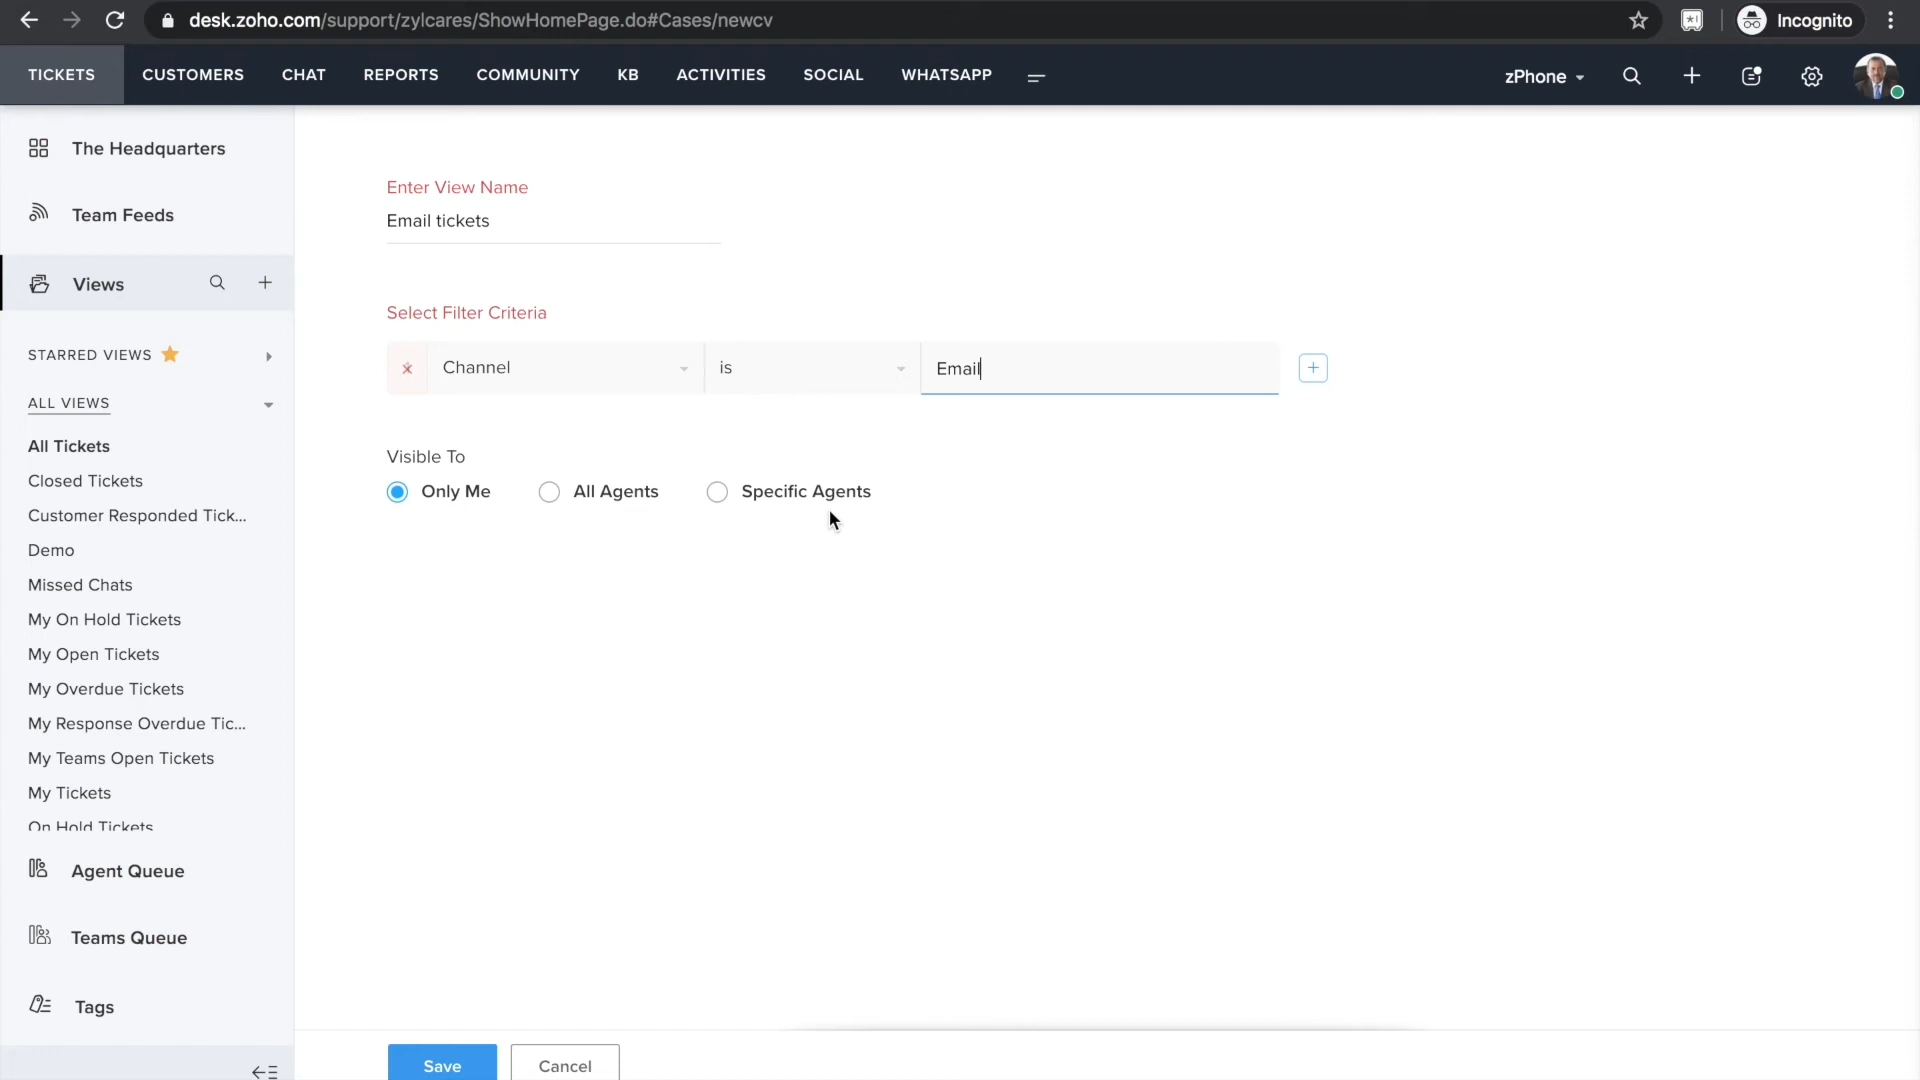 desk.zoho.com/support/zylcares/ShowHomePage.do#Cases/newcv
Incognito
TICKETS CUSTOMERS CHAT REPORTS COMMUNITY KB ACTIVITIES SOCIAL WHATSAPP zPhone
The Headquarters
Team Feeds
Views
STARRED VIEWS
ALL VIEWS
All Tickets
Closed Tickets
Customer Responded Tick...
Demo
Missed Chats
My On Hold Tickets
My Open Tickets
My Overdue Tickets
My Response Overdue Tic...
My Teams Open Tickets
My Tickets
On Hold Tickets
Agent Queue
Teams Queue
Tags
Enter View Name
Email tickets
Select Filter Criteria
Channel is Email
Visible To
Only Me All Agents Specific Agents
Save Cancel